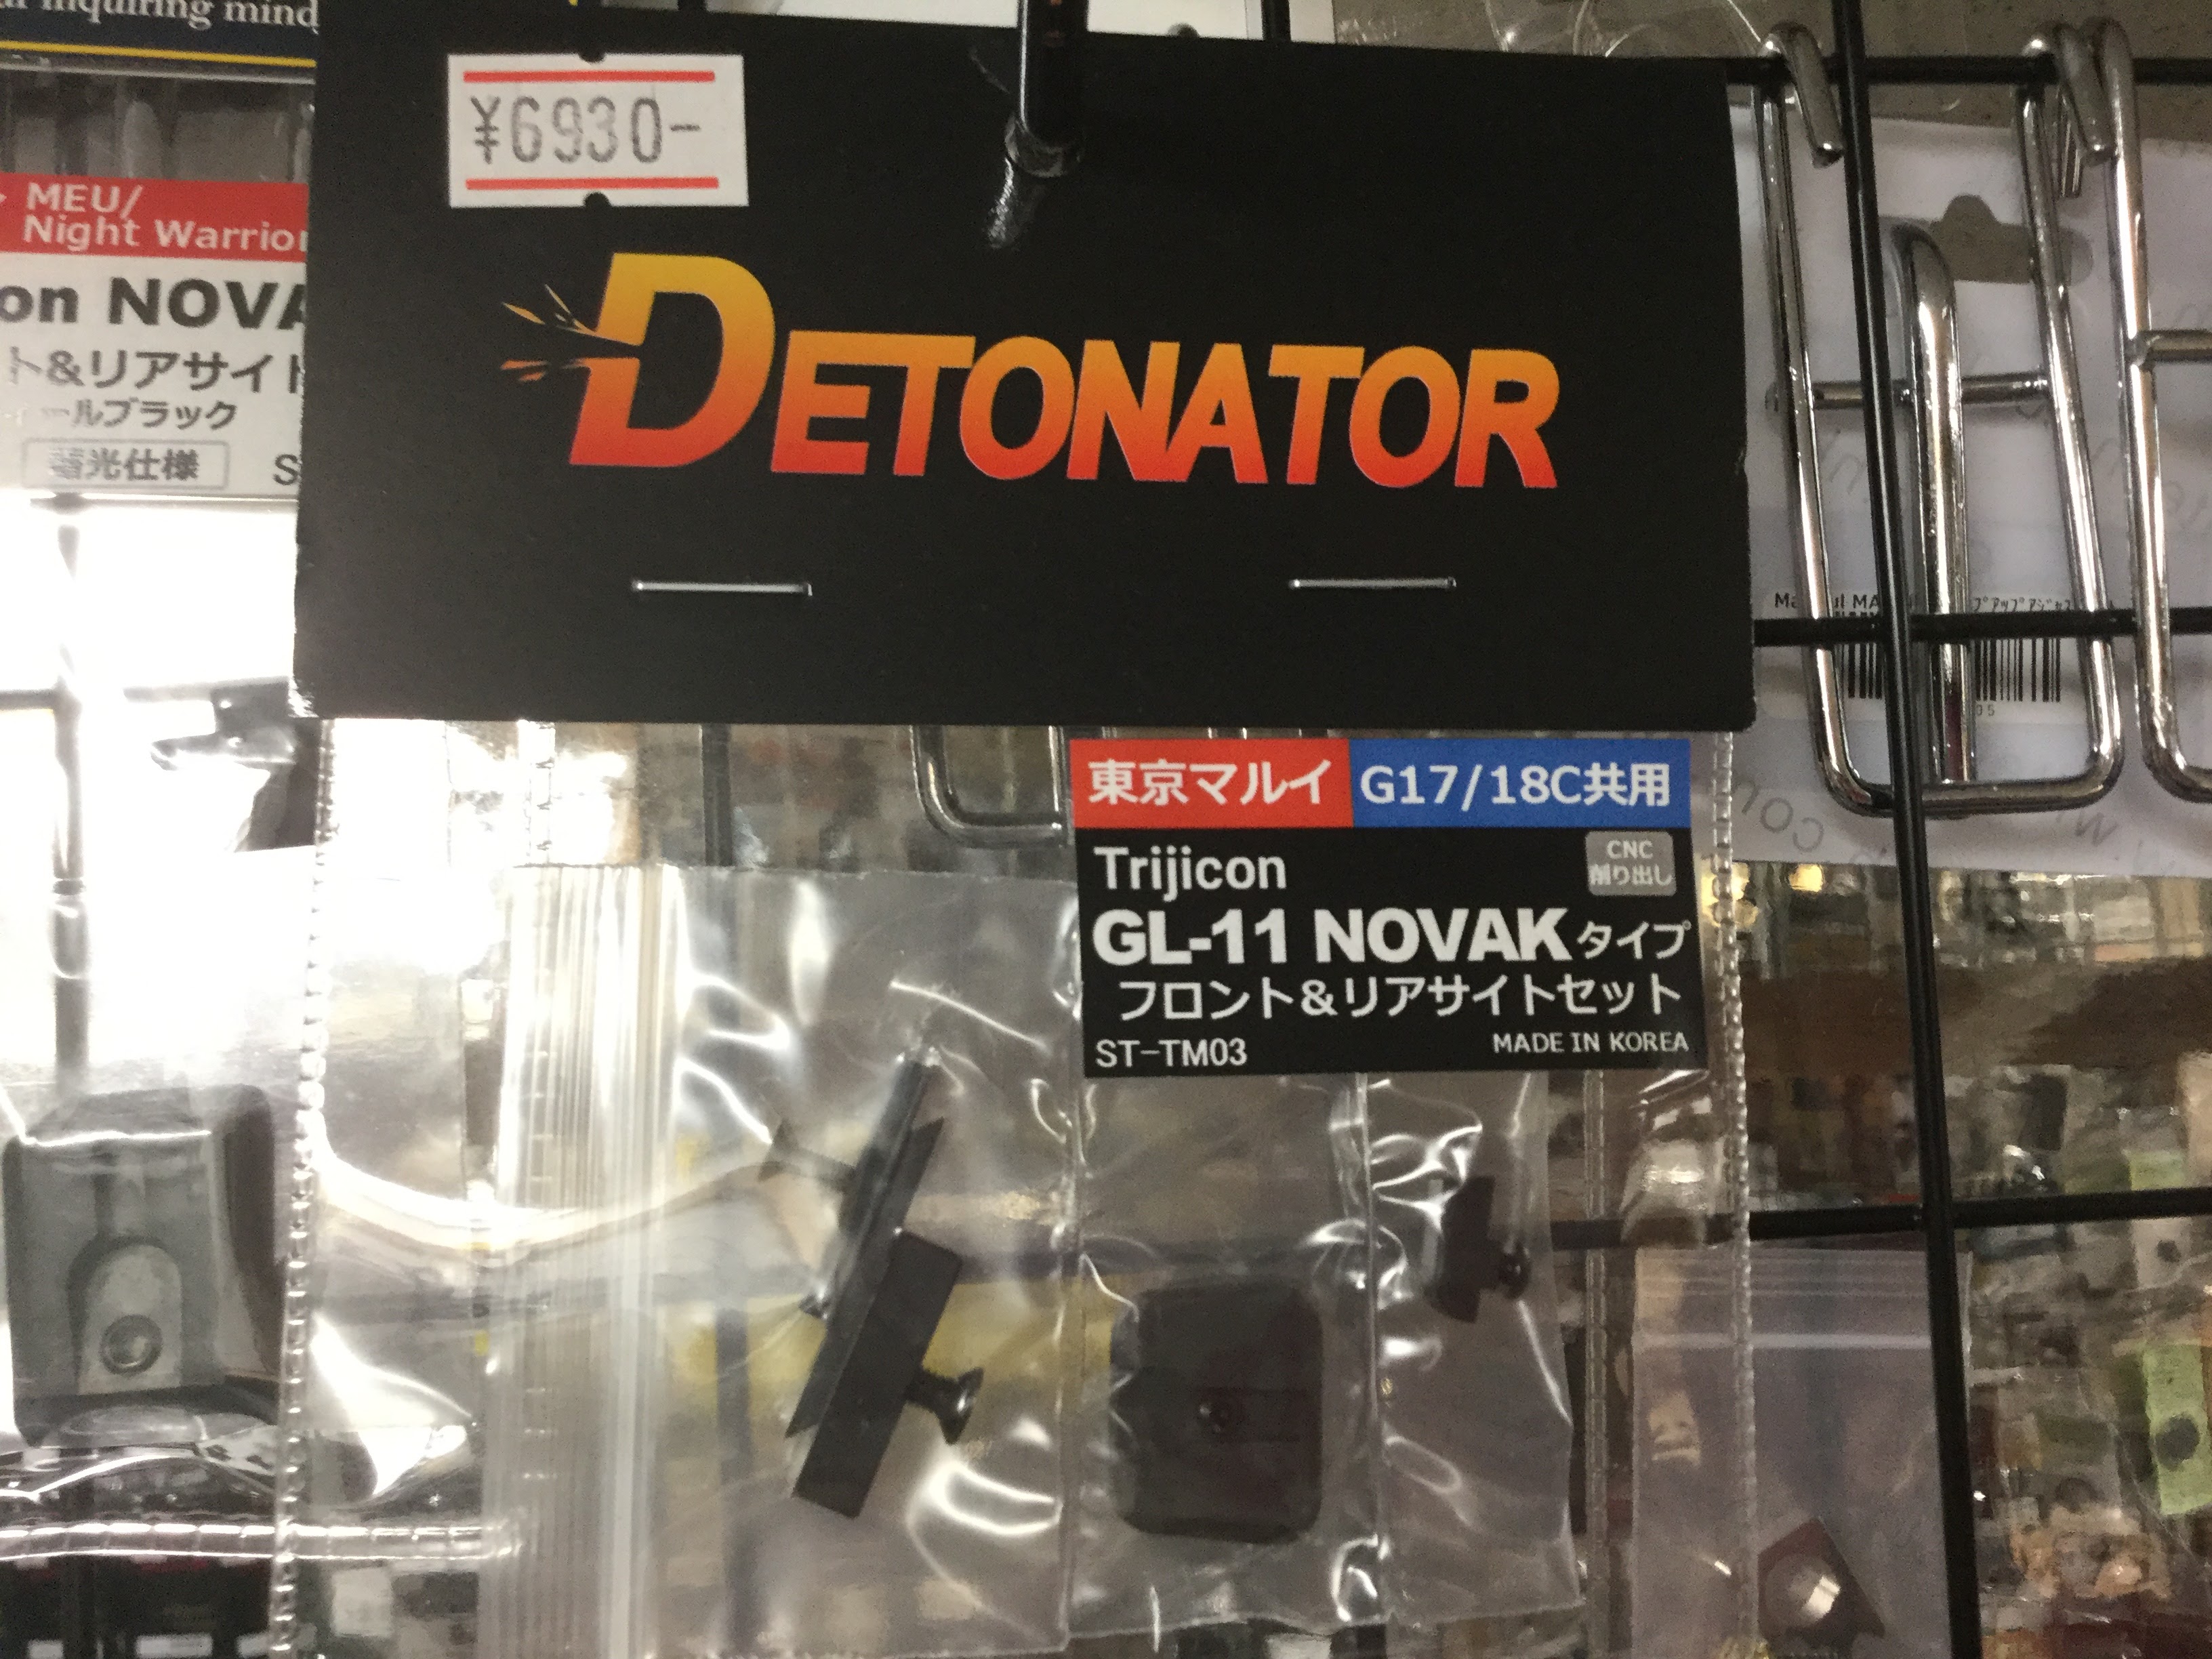 inquiring mind
¥6930-
MEU/
Night Warrior
on NOVA
ト&リアサイト
ールブラック
蓄光仕様 S
DETONATOR
東京マルイ G17/18C共用
Trijicon
CNC
削り出し
GL-11 NOVAKタイプ
フロント&リアサイトセット
ST-TM03 MADE IN KOREA